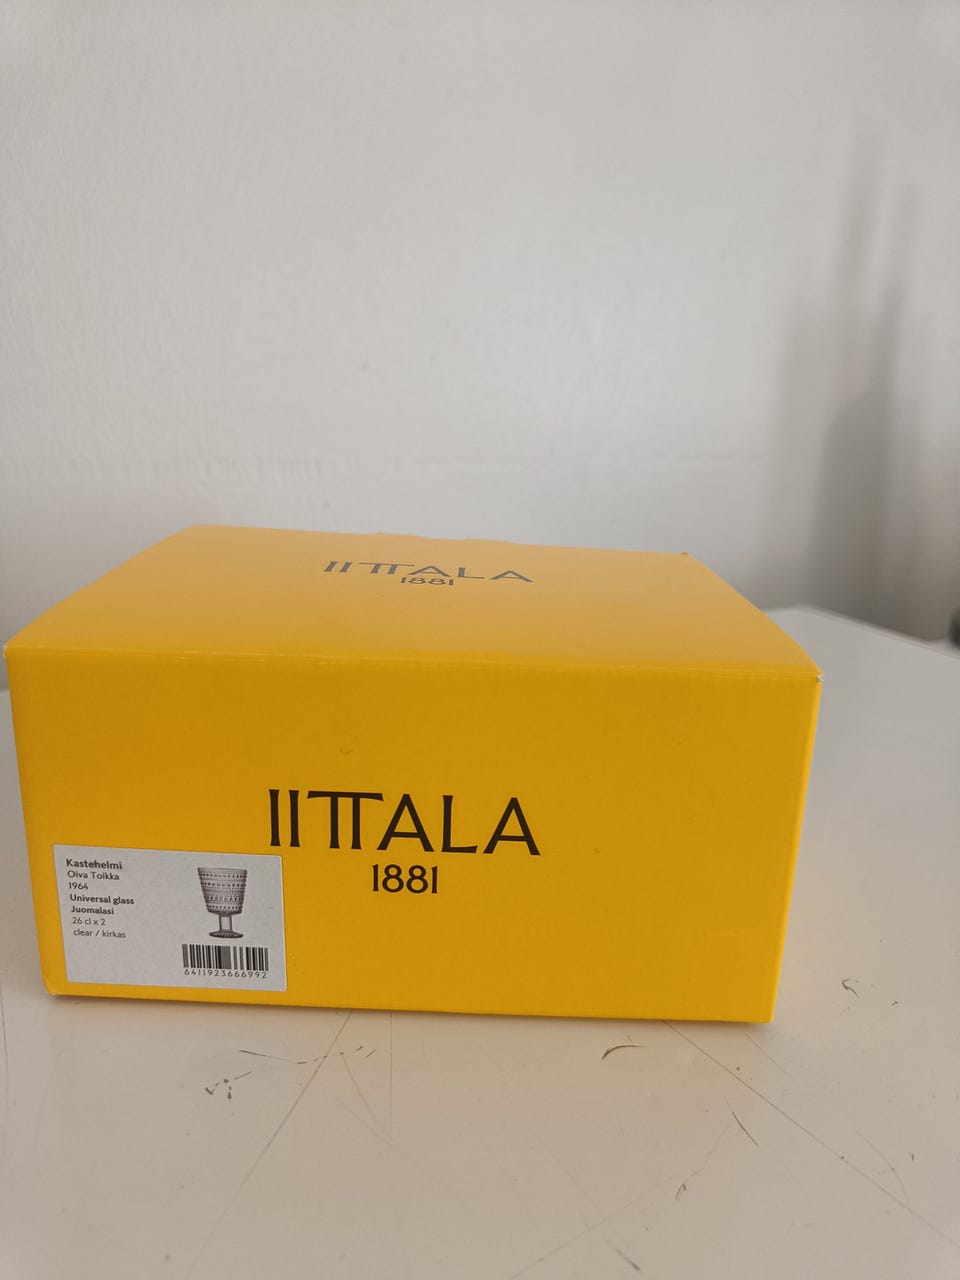 IITTALA
1881
IITTALA
1881
Kastehelmi
Oiva Toikka
1964
Universal glass
Juomalasi
26 cl x 2
clear / kirkas
6411923666992